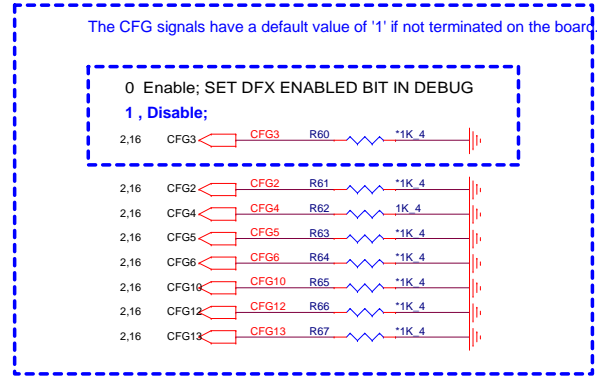 The CFG signals have a default value of '1' if not terminated on the board.
0 Enable; SET DFX ENABLED BIT IN DEBUG
1 , Disable;
2,16 CFG3 CFG3 R60 *1K_4
2,16 CFG2 CFG2 R61 *1K_4
2,16 CFG4 CFG4 R62 1K_4
2,16 CFG5 CFG5 R63 *1K_4
2,16 CFG6 CFG6 R64 *1K_4
2,16 CFG10 CFG10 R65 *1K_4
2,16 CFG12 CFG12 R66 *1K_4
2,16 CFG13 CFG13 R67 *1K_4